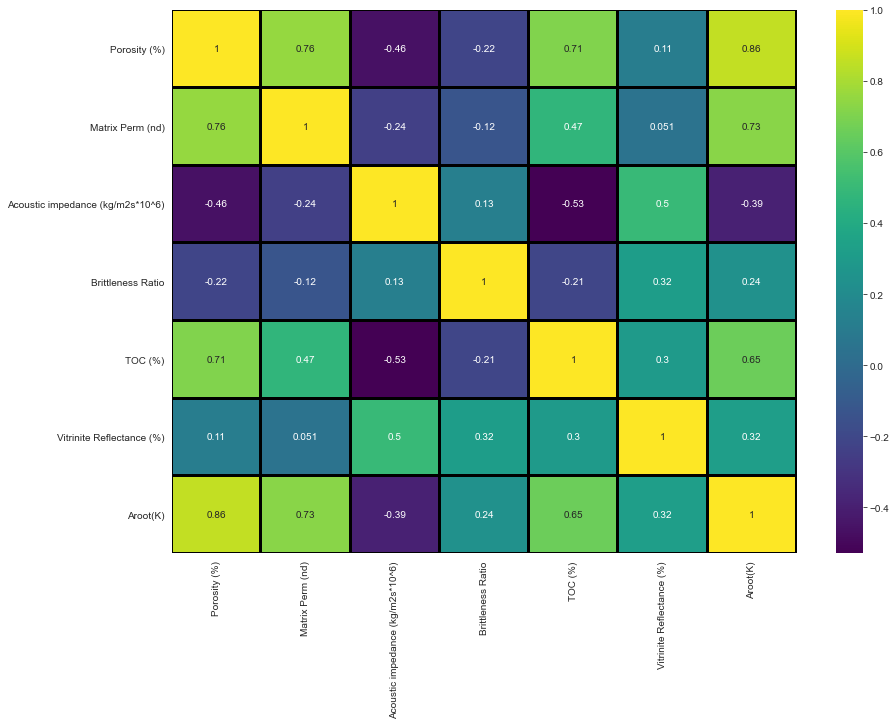 Porosity (%) 1 0.76 -0.46 -0.22 0.71 0.11 0.86
Matrix Perm (nd) 0.76 1 -0.24 -0.12 0.47 0.051 0.73
Acoustic impedance (kg/m2s*10^6) -0.46 -0.24 1 0.13 -0.53 0.5 -0.39
Brittleness Ratio -0.22 -0.12 0.13 1 -0.21 0.32 0.24
TOC (%) 0.71 0.47 -0.53 -0.21 1 0.3 0.65
Vitrinite Reflectance (%) 0.11 0.051 0.5 0.32 0.3 1 0.32
Aroot(K) 0.86 0.73 -0.39 0.24 0.65 0.32 1
Porosity (%)
Matrix Perm (nd)
Acoustic impedance (kg/m2s*10^6)
Brittleness Ratio
TOC (%)
Vitrinite Reflectance (%)
Aroot(K)
1.0
0.8
0.6
0.4
0.2
0.0
−0.2
−0.4